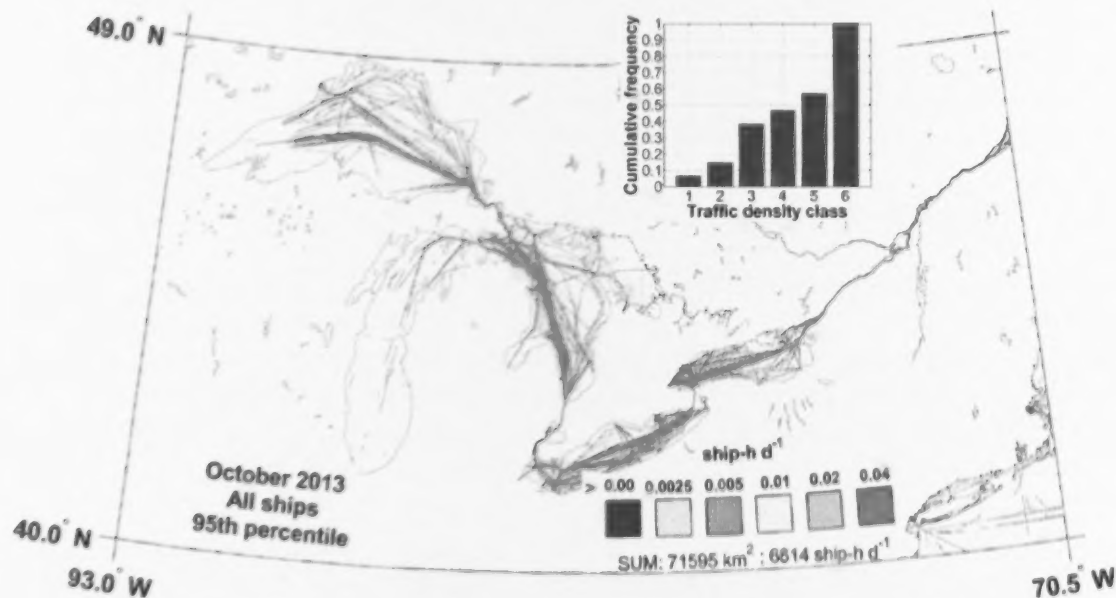 49.0° N
1
0.9
0.8
0.7
0.6
0.5
0.4
0.3
0.2
0.1
0
Cumulative frequency
1 2 3 4 5 6
Traffic density class
October 2013
All ships
95th percentile
ship-h d⁻¹
> 0.00 0.0025 0.005 0.01 0.02 0.04
SUM: 71595 km² ; 6814 ship-h d⁻¹
40.0° N
93.0° W
70.5° W